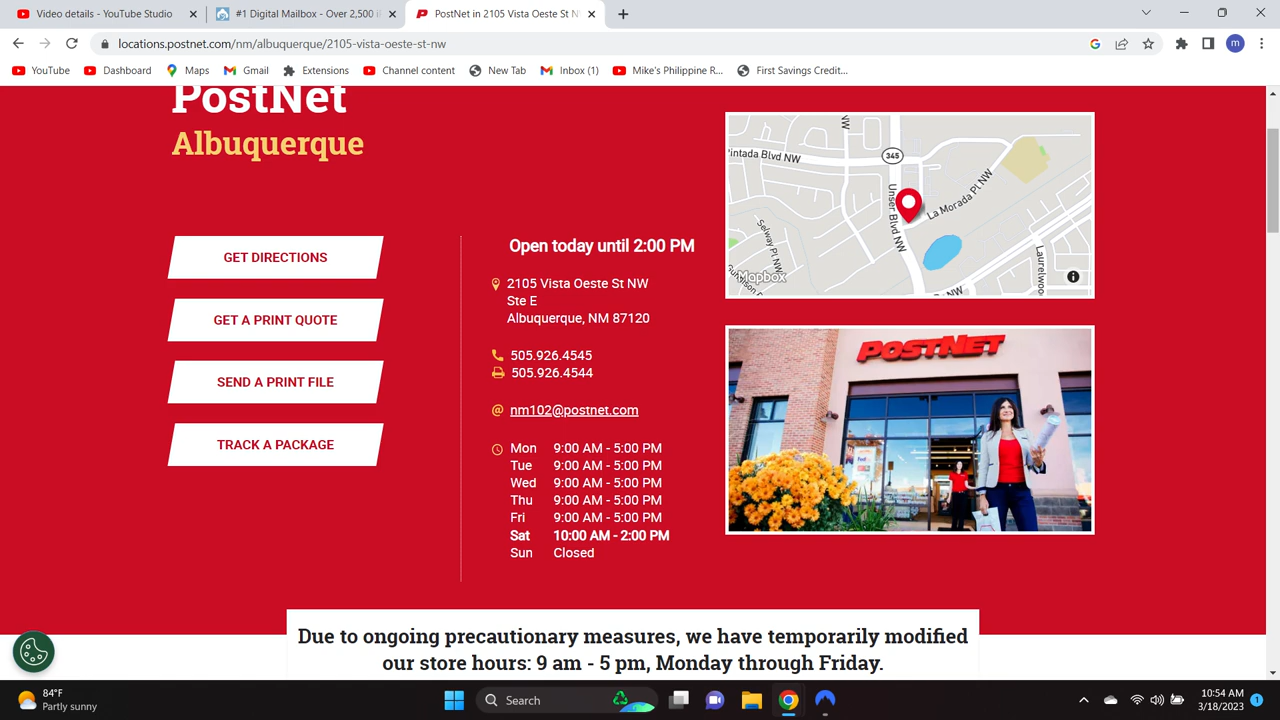 Video details - YouTube Studio
#1 Digital Mailbox - Over 2,500
PostNet in 2105 Vista Oeste St N
locations.postnet.com/nm/albuquerque/2105-vista-oeste-st-nw
m
YouTube
Dashboard
Maps
Gmail
Extensions
Channel content
New Tab
Inbox (1)
Mike's Philippine R...
First Savings Credit...
PostNet
Albuquerque
GET DIRECTIONS
GET A PRINT QUOTE
SEND A PRINT FILE
TRACK A PACKAGE
Open today until 2:00 PM
2105 Vista Oeste St NW
Ste E
Albuquerque, NM 87120
505.926.4545
505.926.4544
@ nm102@postnet.com
Mon 9:00 AM - 5:00 PM
Tue 9:00 AM - 5:00 PM
Wed 9:00 AM - 5:00 PM
Thu 9:00 AM - 5:00 PM
Fri 9:00 AM - 5:00 PM
Sat 10:00 AM - 2:00 PM
Sun Closed
NW
intada Blvd NW
345
Unser Blvd NW
La Morada Pl NW
Selway Pl NW
Laurelwoo
NW
Mapbox
POSTNET
FedEx
Due to ongoing precautionary measures, we have temporarily modified
our store hours: 9 am - 5 pm, Monday through Friday.
84°F
Partly sunny
Search
10:54 AM
3/18/2023
1